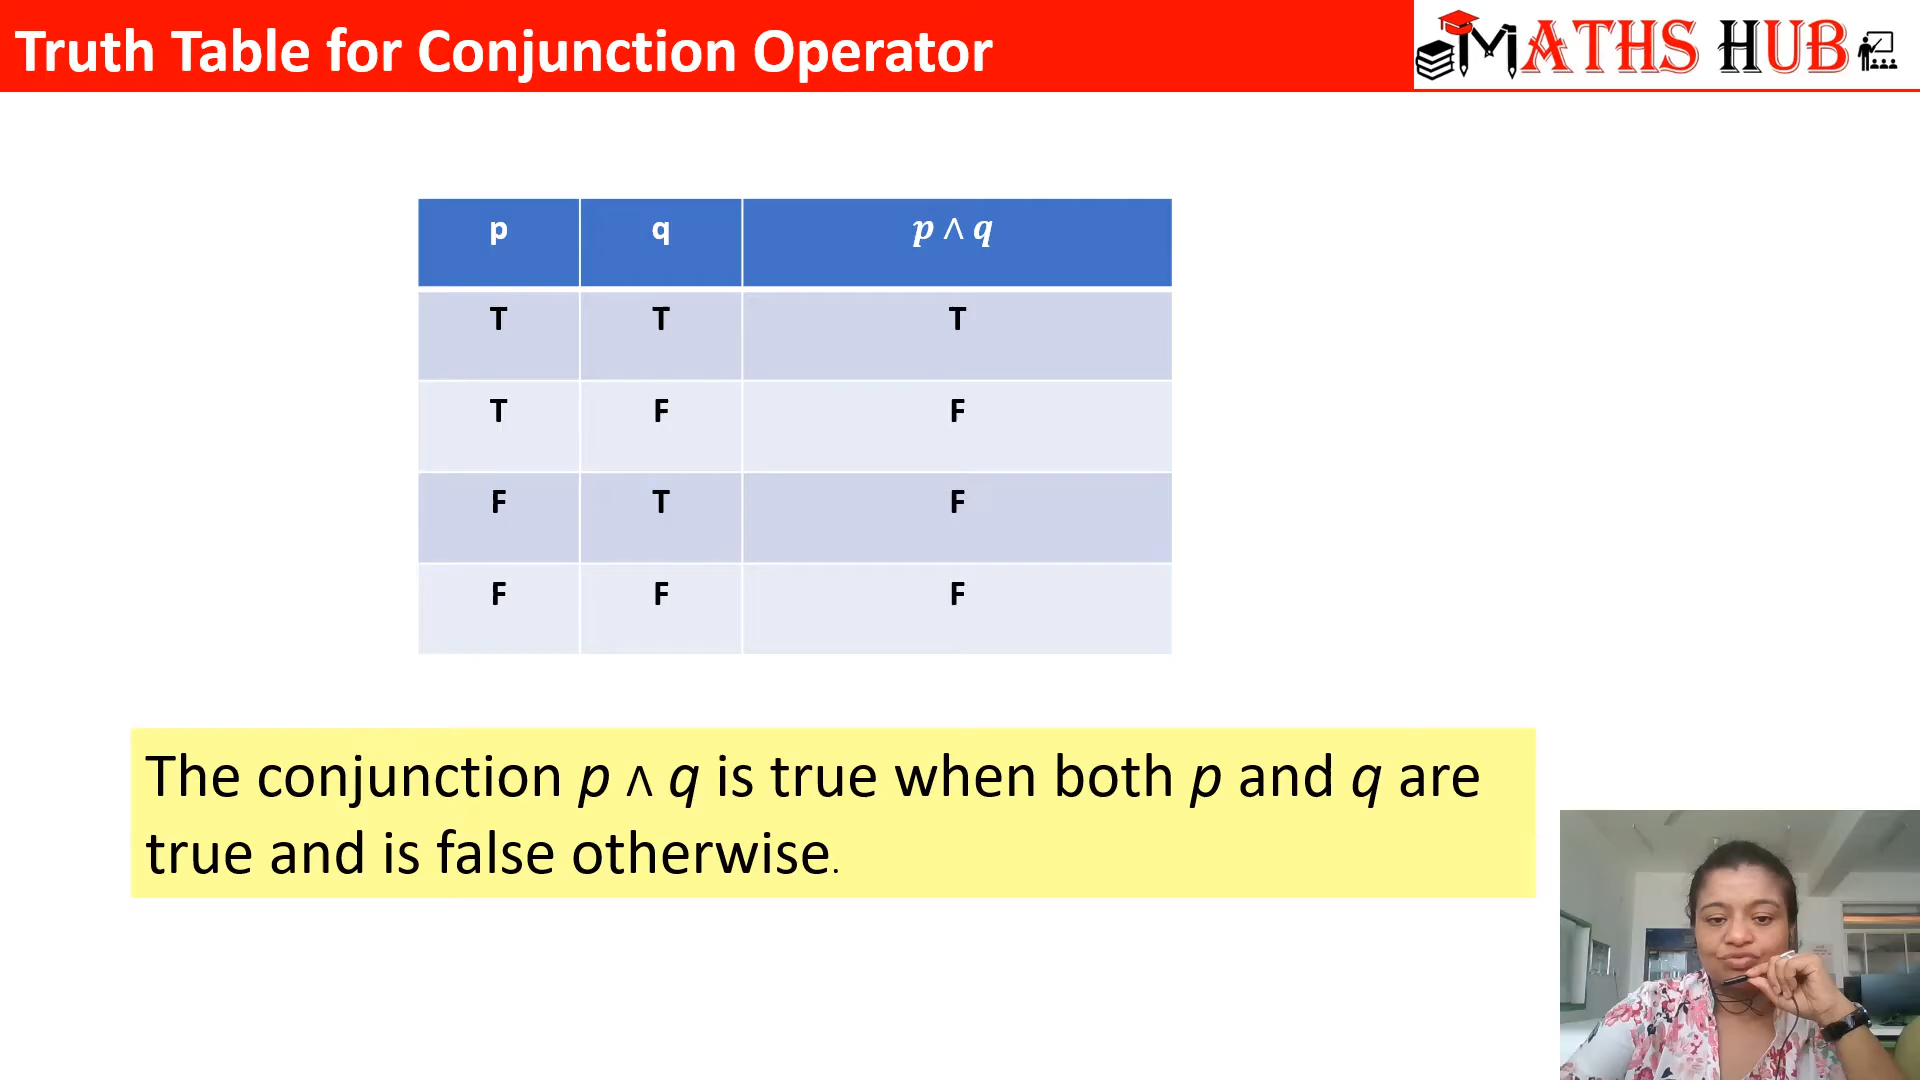 Truth Table for Conjunction Operator
MATHS HUB
p q p ∧ q
T T T
T F F
F T F
F F F
The conjunction p ∧ q is true when both p and q are
true and is false otherwise.